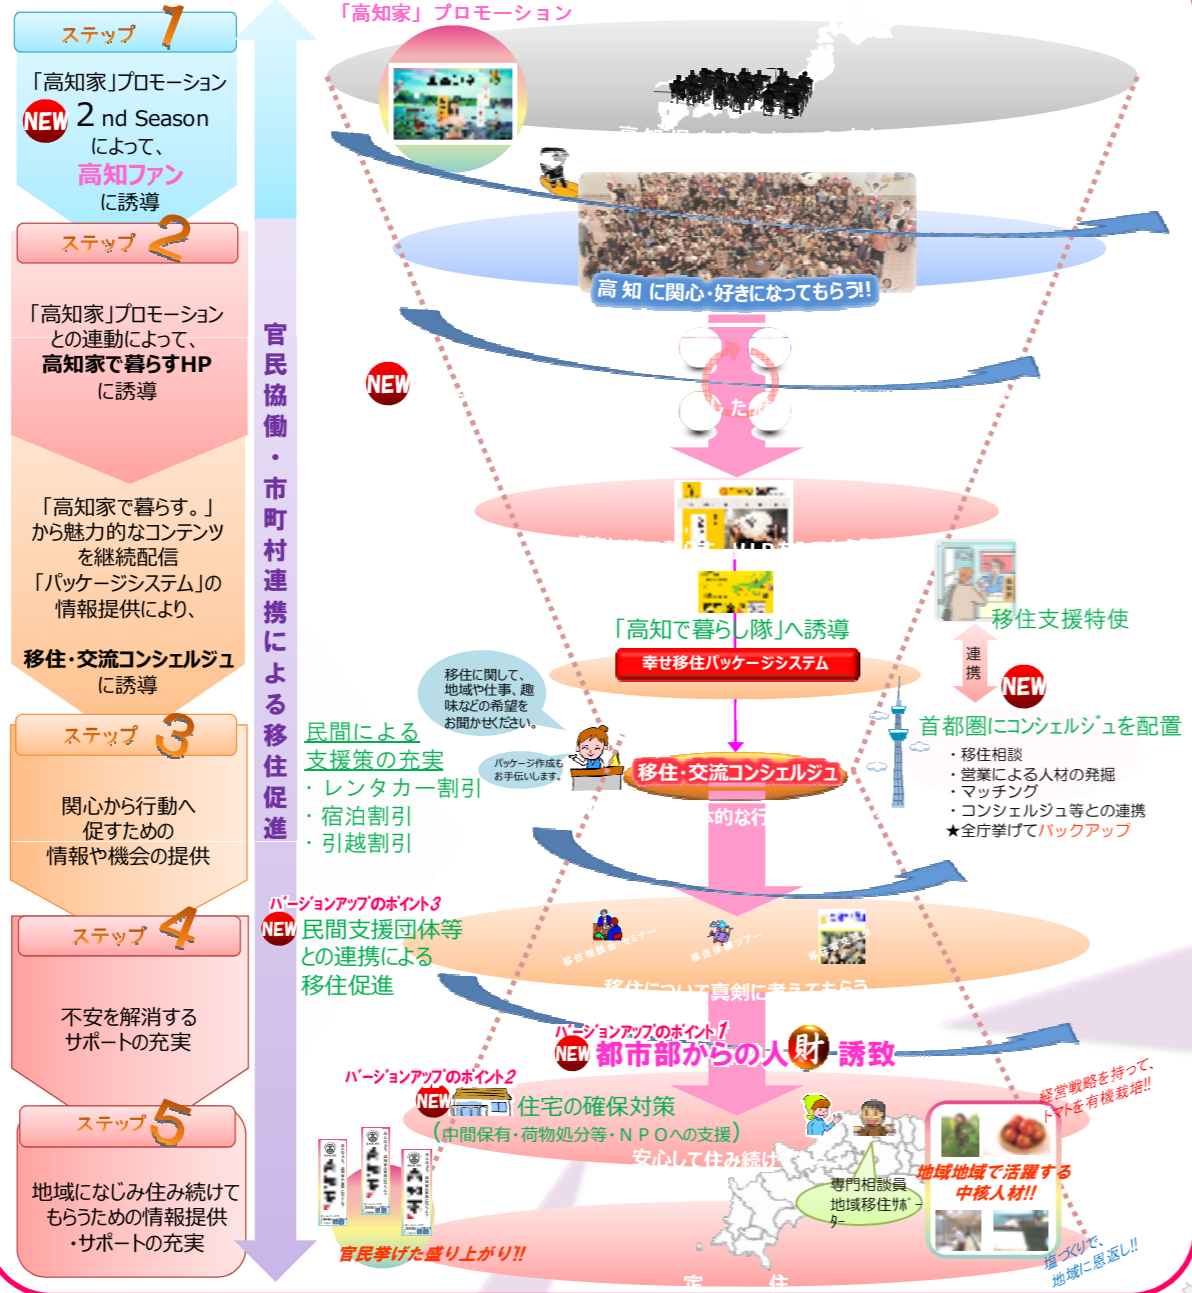 ステップ 1
「高知家」プロモーション
NEW 2 nd Season
によって、
高知ファン
に誘導
ステップ 2
「高知家」プロモーション
との連動によって、
高知家で暮らすHP
に誘導
「高知家で暮らす。」
から魅力的なコンテンツ
を継続配信
「パッケージシステム」の
情報提供により、
移住・交流コンシェルジュ
に誘導
ステップ 3
関心から行動へ
促すための
情報や機会の提供
ステップ 4
不安を解消する
サポートの充実
ステップ 5
地域になじみ住み続けて
もらうための情報提供
・サポートの充実
官民協働・市町村連携による移住促進
「高知家」プロモーション
高知に関心・好きになってもらう!!
NEW
「高知で暮らし隊」へ誘導
幸せ移住パッケージシステム
移住支援特使
連携
NEW
首都圏にコンシェルジュを配置
・移住相談
・営業による人材の発掘
・マッチング
・コンシェルジュ等との連携
★全庁挙げてバックアップ
移住に関して、
地域や仕事、趣
味などの希望を
お聞かせください。
パッケージ作成も
お手伝いします。
移住・交流コンシェルジュ
民間による
支援策の充実
・レンタカー割引
・宿泊割引
・引越割引
バージョンアップのポイント3
NEW 民間支援団体等
との連携による
移住促進
移住について真剣に考えてもらう
バージョンアップのポイント1
NEW 都市部からの人財誘致
バージョンアップのポイント2
NEW 住宅の確保対策
(中間保有・荷物処分等・NPOへの支援)
安心して住み続け
専門相談員
地域移住サポーター
経営戦略を持って、
トマトを有機栽培!!
地域地域で活躍する
中核人材!!
塩づくりで、
地域に恩返し!!
官民挙げた盛り上がり!!
定 住